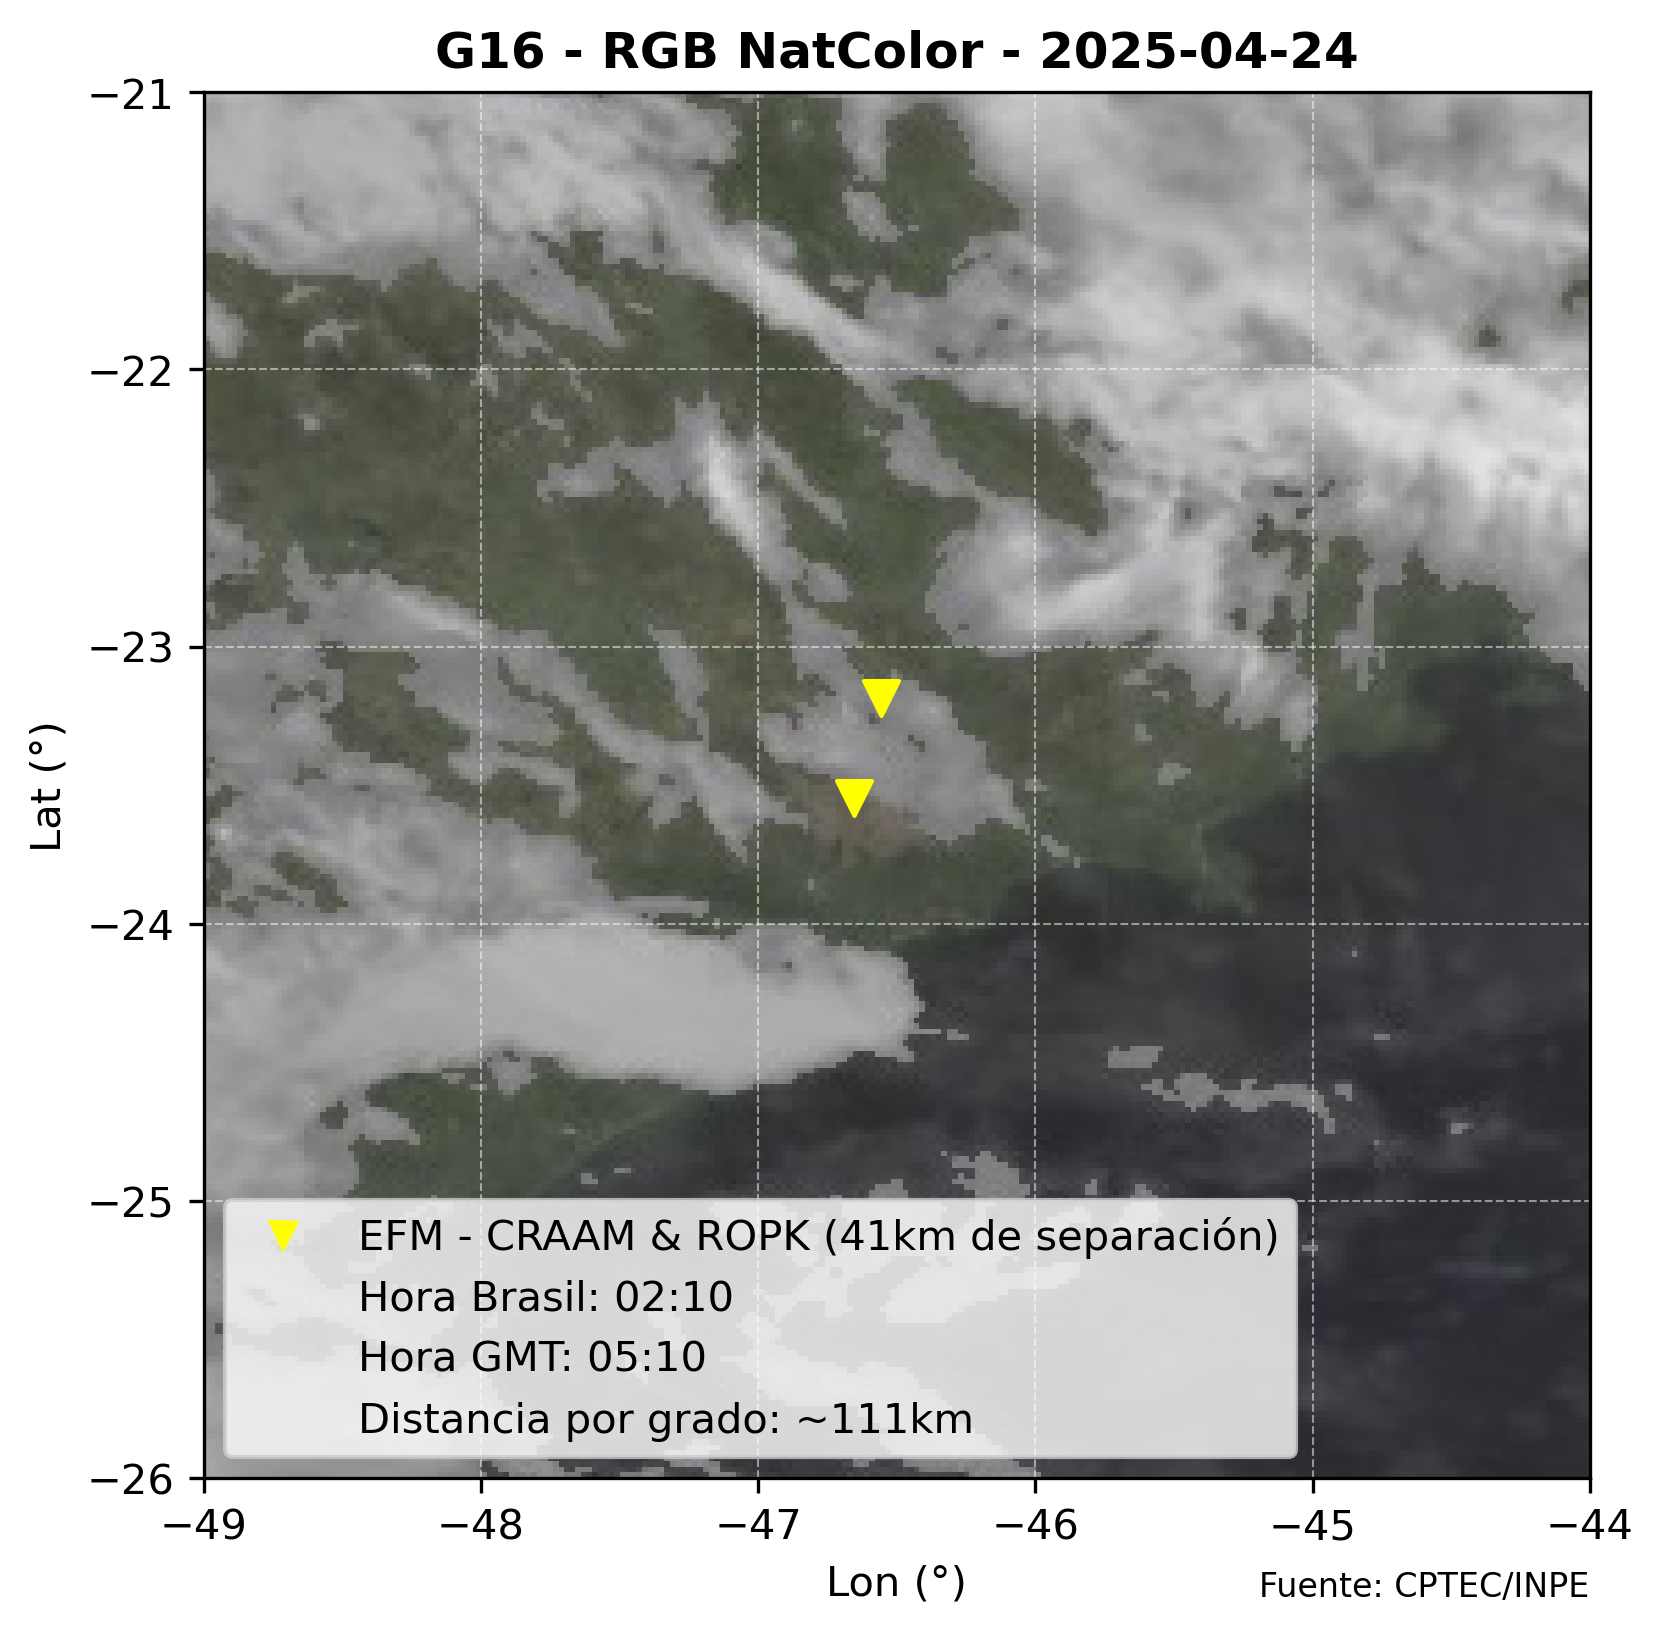 G16 - RGB NatColor - 2025-04-24
−21
−22
−23
−24
−25
−26
Lat (°)
EFM - CRAAM & ROPK (41km de separación)
Hora Brasil: 02:10
Hora GMT: 05:10
Distancia por grado: ~111km
−49 −48 −47 −46 −45 −44
Lon (°)
Fuente: CPTEC/INPE